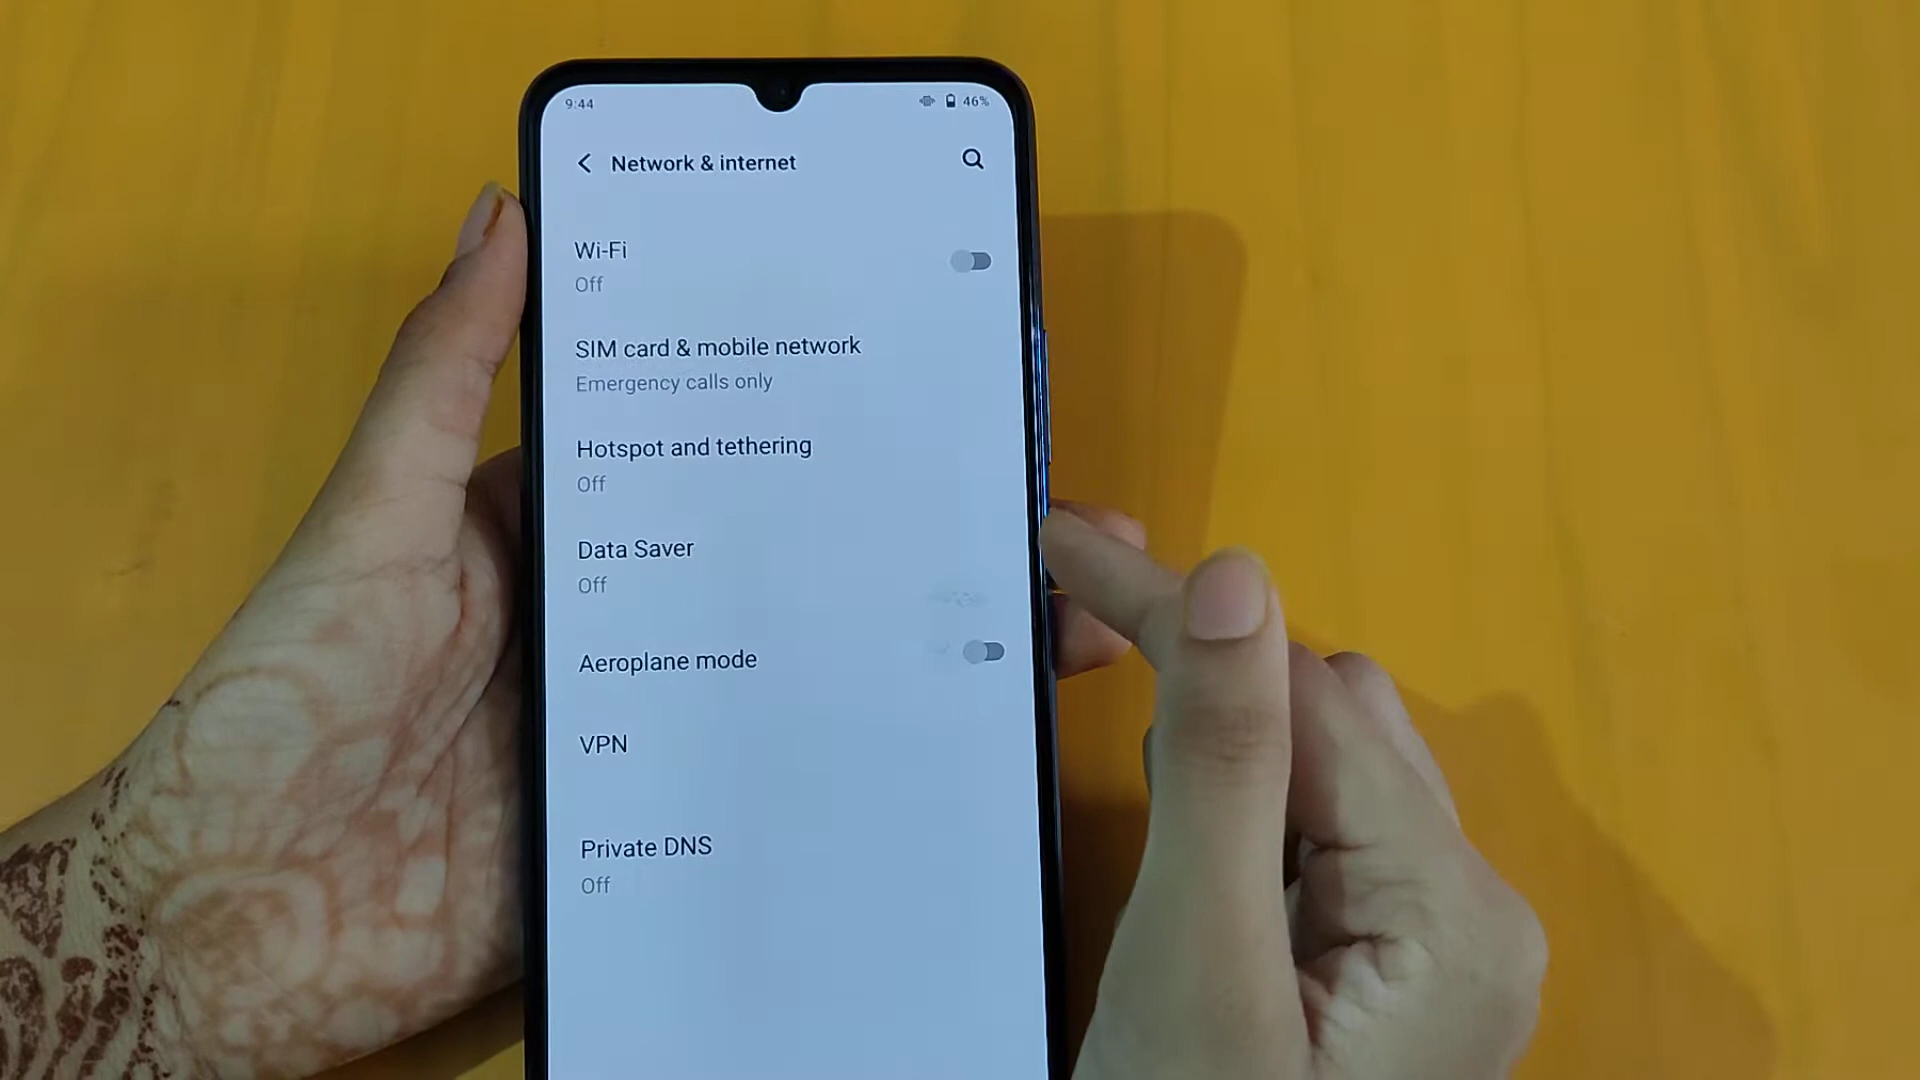 9:44
46%
Network & internet
Wi-Fi
Off
SIM card & mobile network
Emergency calls only
Hotspot and tethering
Off
Data Saver
Off
Aeroplane mode
VPN
Private DNS
Off